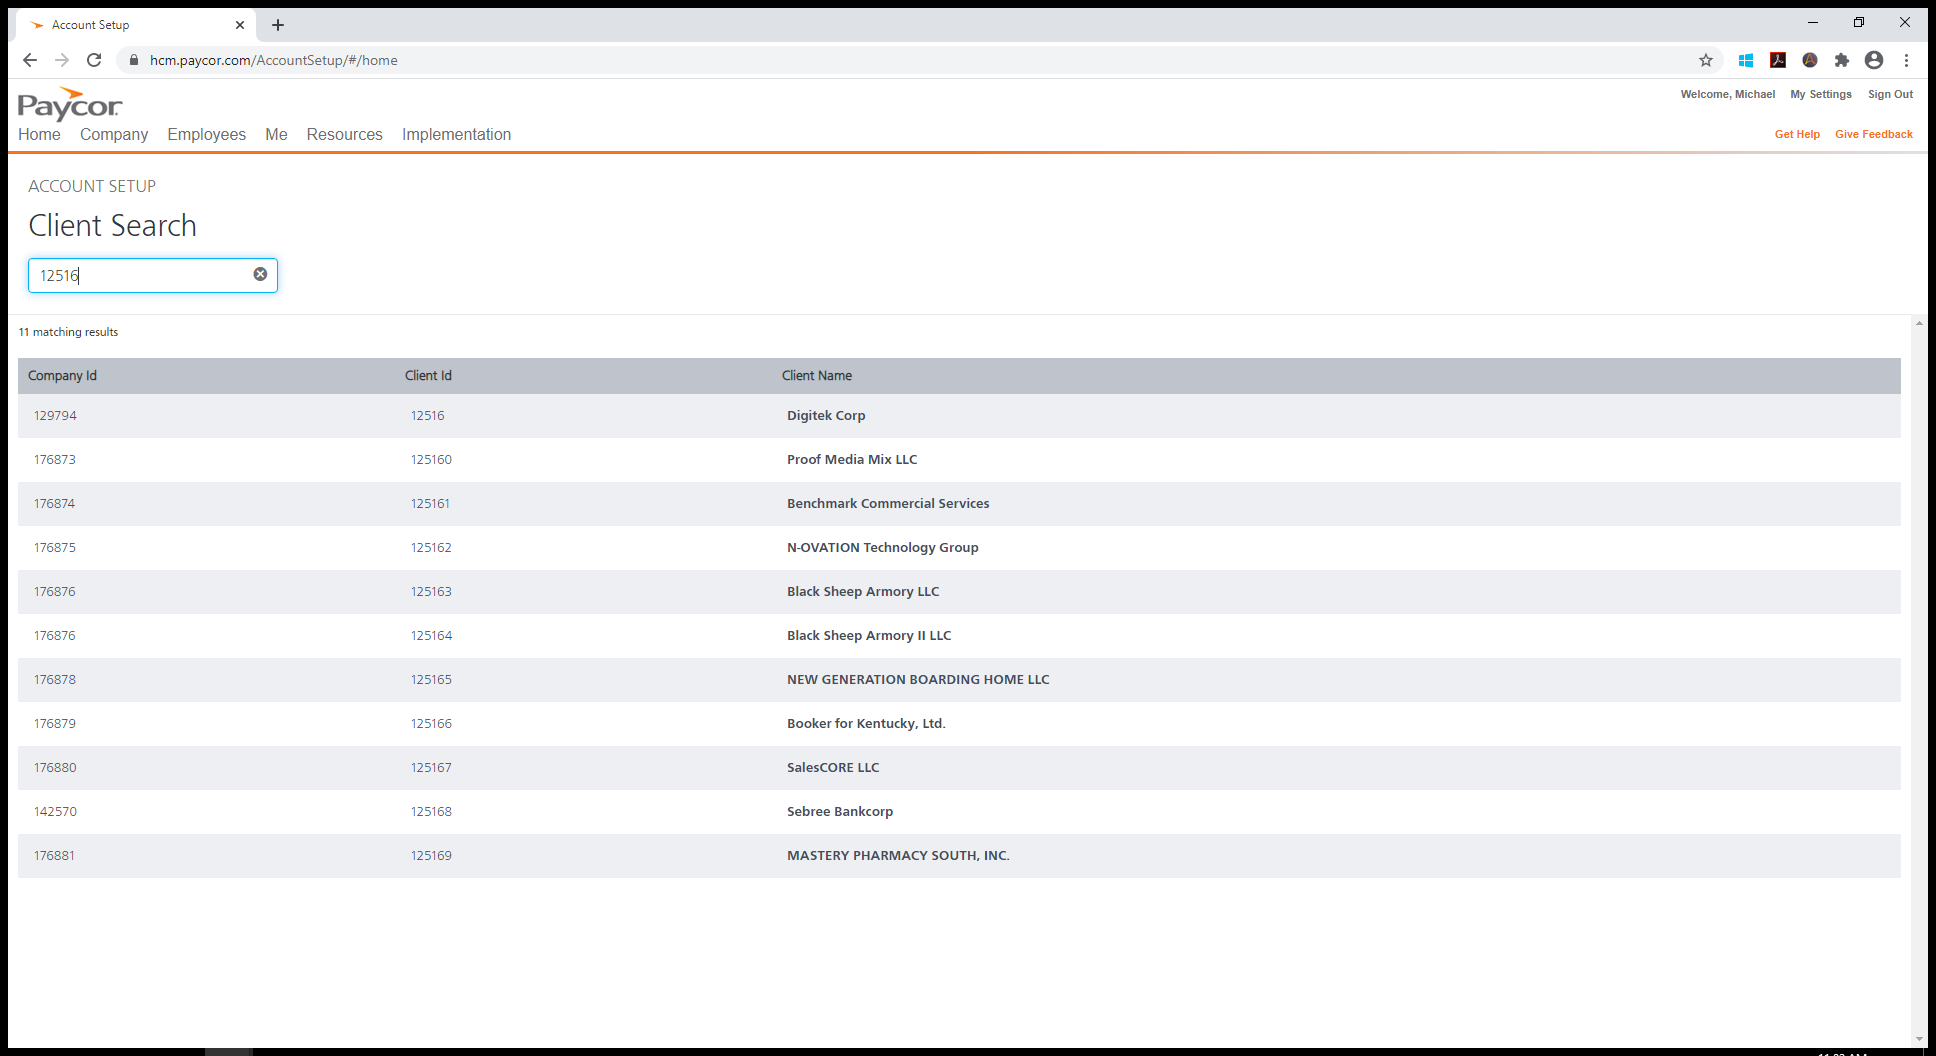 Account Setup
hcm.paycor.com/AccountSetup/#/home
Paycor
Welcome, Michael My Settings Sign Out
Home Company Employees Me Resources Implementation
Get Help Give Feedback
ACCOUNT SETUP
Client Search
12516
11 matching results
Company Id Client Id Client Name
129794 12516 Digitek Corp
176873 125160 Proof Media Mix LLC
176874 125161 Benchmark Commercial Services
176875 125162 N-OVATION Technology Group
176876 125163 Black Sheep Armory LLC
176876 125164 Black Sheep Armory II LLC
176878 125165 NEW GENERATION BOARDING HOME LLC
176879 125166 Booker for Kentucky, Ltd.
176880 125167 SalesCORE LLC
142570 125168 Sebree Bankcorp
176881 125169 MASTERY PHARMACY SOUTH, INC.